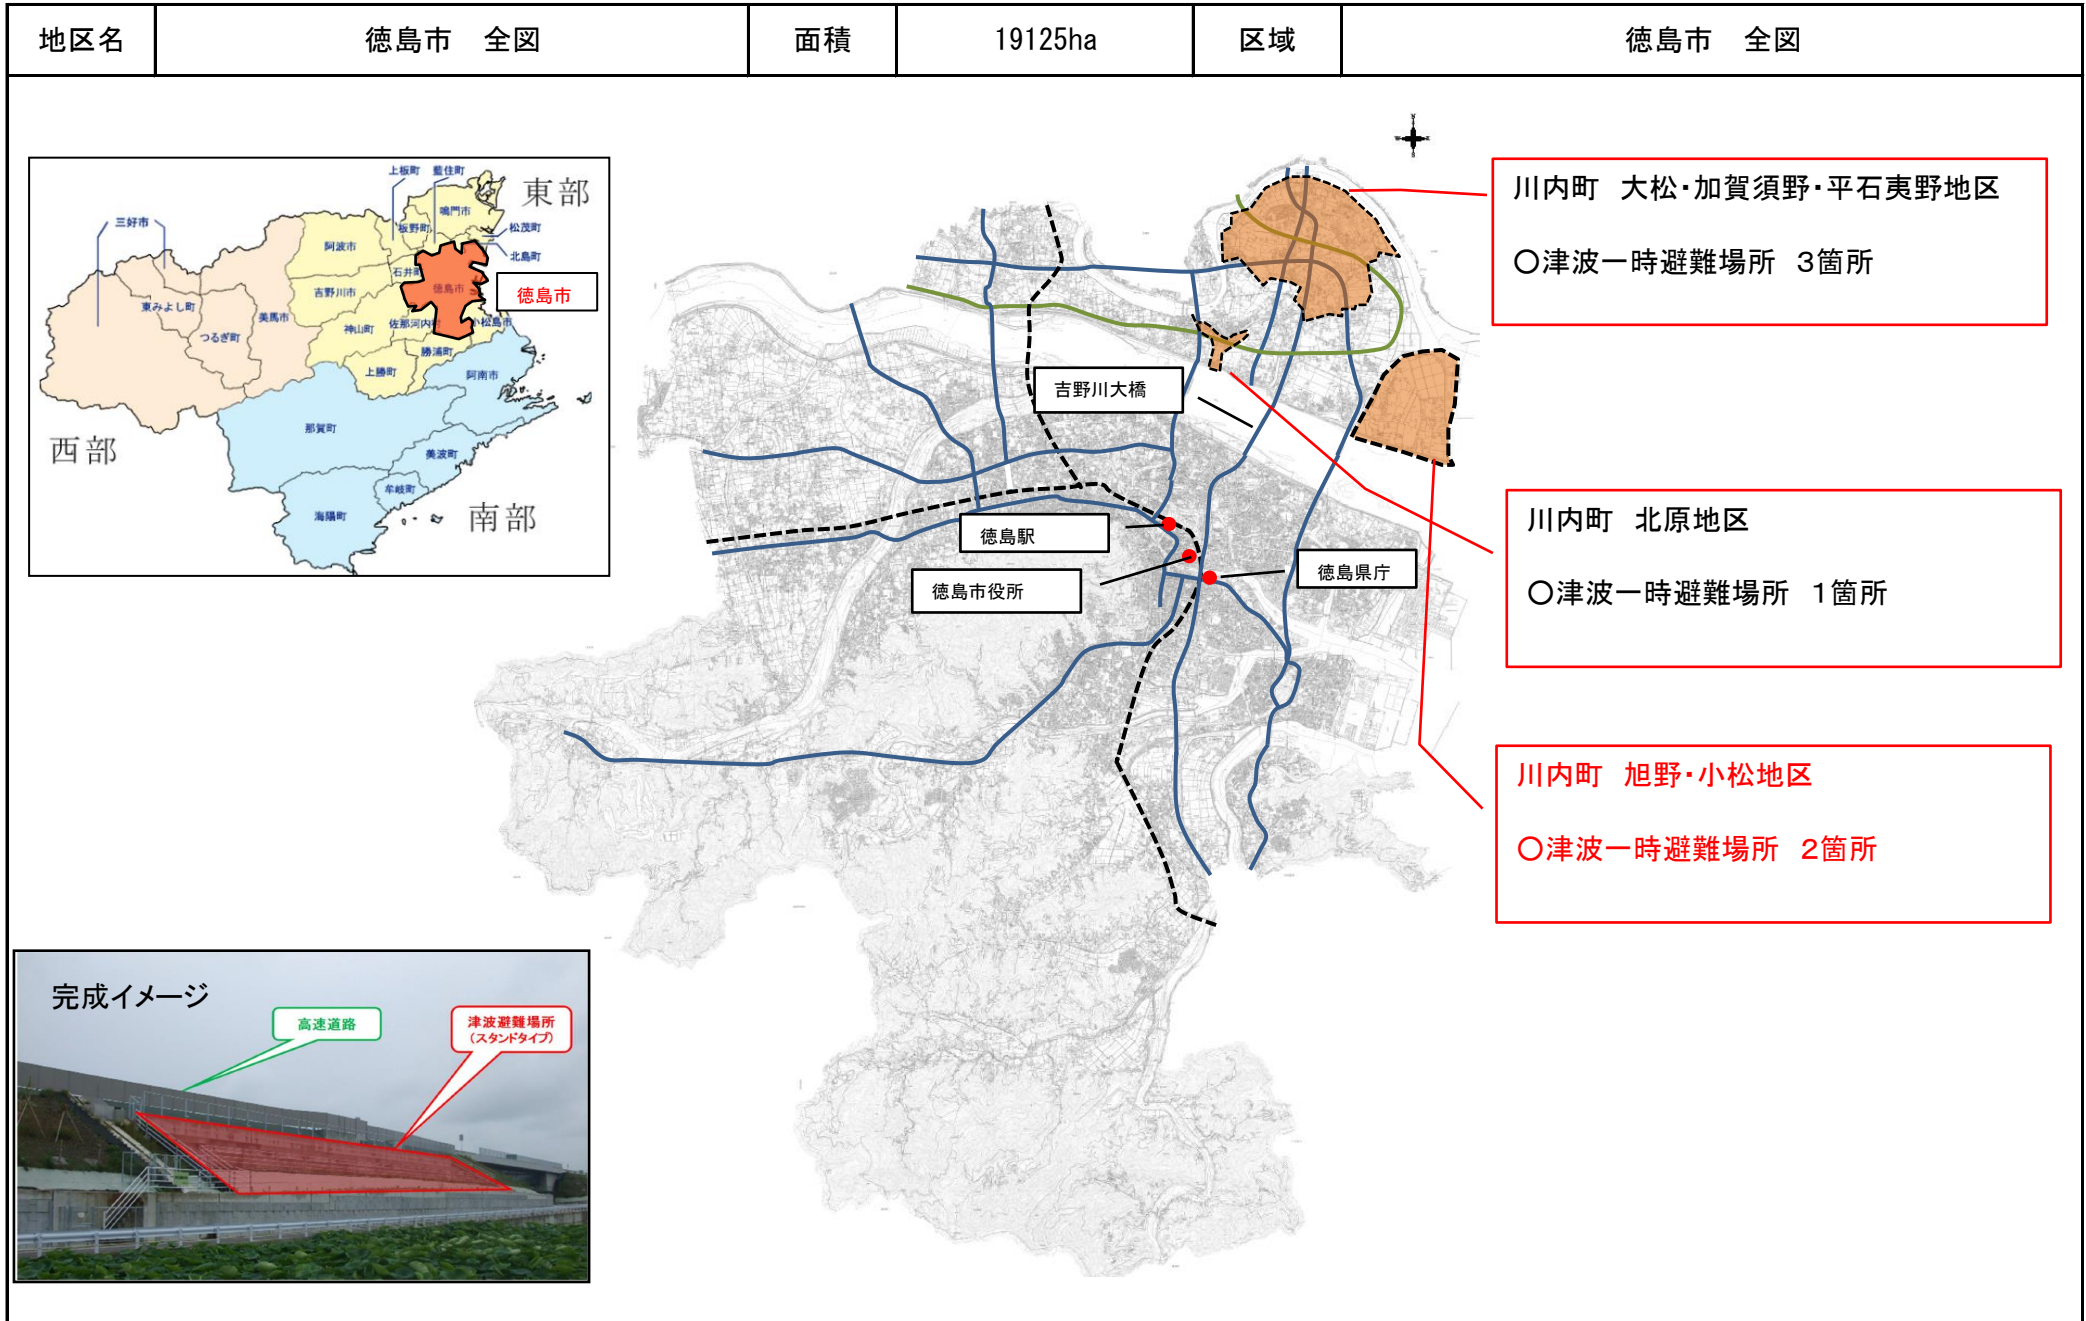 地区名 徳島市　全図 面積 19125ha 区域 徳島市　全図
上板町
藍住町
東部
三好市
鳴門市
板野町
松茂町
阿波市
北島町
石井町
徳島市
徳島市
吉野川市
東みよし町
美馬市
つるぎ町
神山町
佐那河内村
小松島市
勝浦町
上勝町
阿南市
那賀町
西部
美波町
牟岐町
海陽町
南部
川内町　大松・加賀須野・平石夷野地区
〇津波一時避難場所　3箇所
吉野川大橋
川内町　北原地区
〇津波一時避難場所　1箇所
徳島駅
徳島県庁
徳島市役所
川内町　旭野・小松地区
〇津波一時避難場所　2箇所
完成イメージ
高速道路
津波避難場所
（スタンドタイプ）